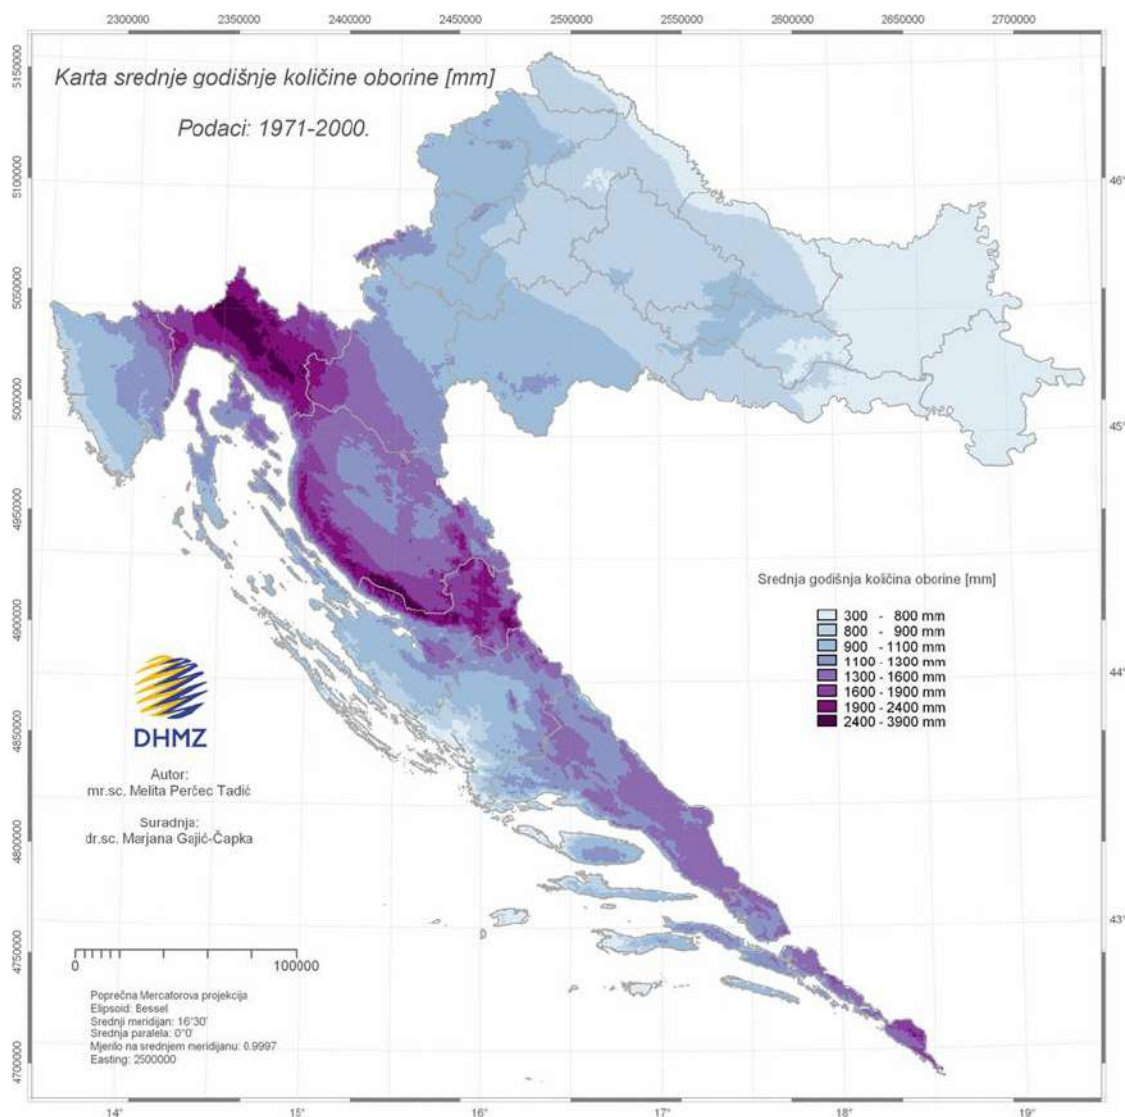 2300000 2350000 2400000 2450000 2500000 2550000 2600000 2650000 2700000
Karta srednje godišnje količine oborine [mm]
Podaci: 1971-2000.
5150000
5100000
5050000
5000000
4950000
4900000
4850000
4800000
4750000
4700000
46°
45°
44°
43°
Srednja godišnja količina oborine [mm]
300 - 800 mm
800 - 900 mm
900 - 1100 mm
1100 - 1300 mm
1300 - 1600 mm
1600 - 1900 mm
1900 - 2400 mm
2400 - 3900 mm
DHMZ
Autor:
mr.sc. Melita Perčec Tadić
Suradnja:
dr.sc. Marjana Gajić-Čapka
0 100000
Poprečna Mercatorova projekcija
Elipsoid: Bessel
Srednji meridijan: 16°30'
Srednja paralela: 0°0'
Mjerilo na srednjem meridijanu: 0.9997
Easting: 2500000
14° 15° 16° 17° 18° 19°